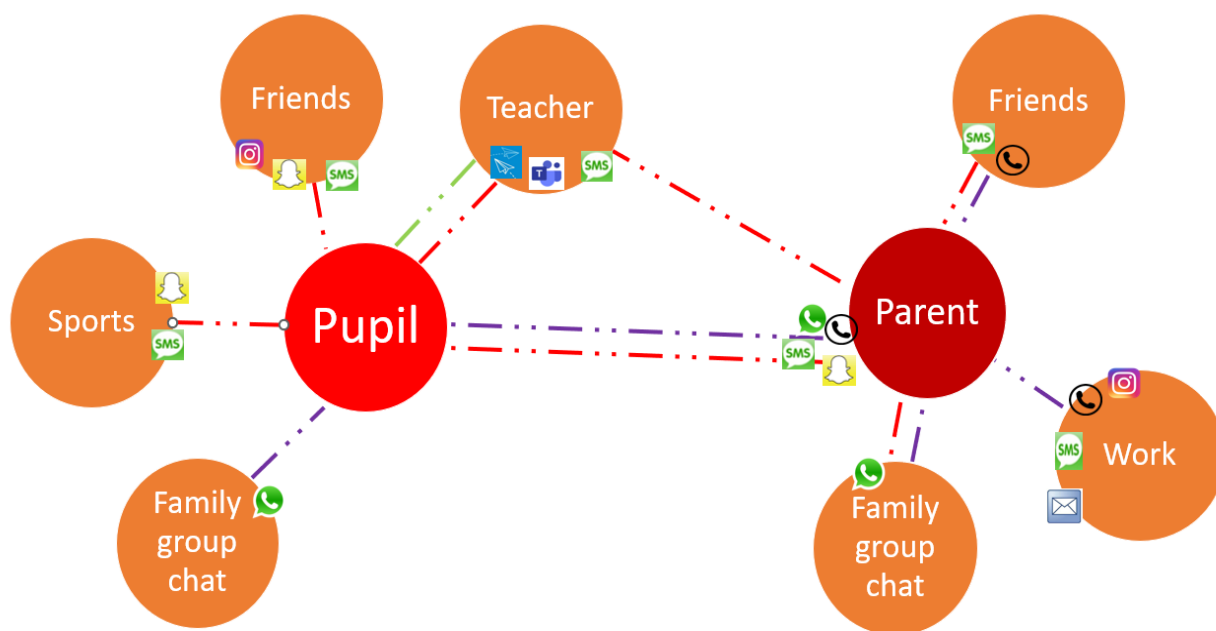 Friends
Teacher
Friends
SMS
SMS
SMS
T
Sports
Pupil
Parent
SMS
SMS
Work
SMS
Family
group
chat
Family
group
chat